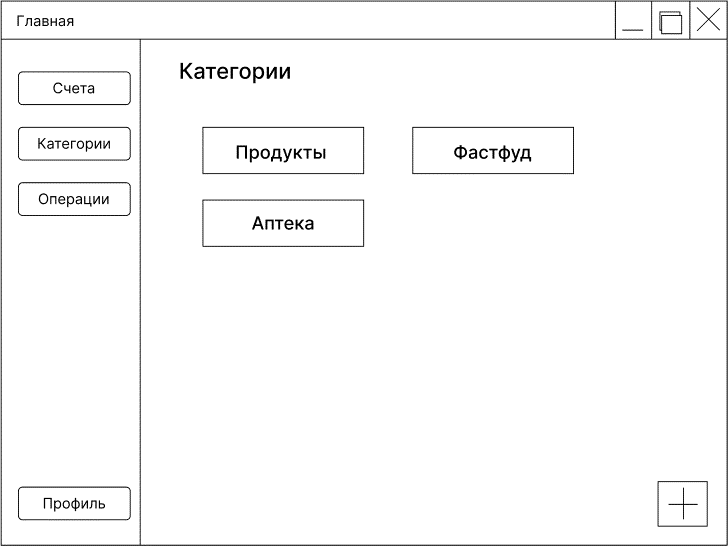 Главная
Счета
Категории
Операции
Профиль
Категории
Продукты
Фастфуд
Аптека